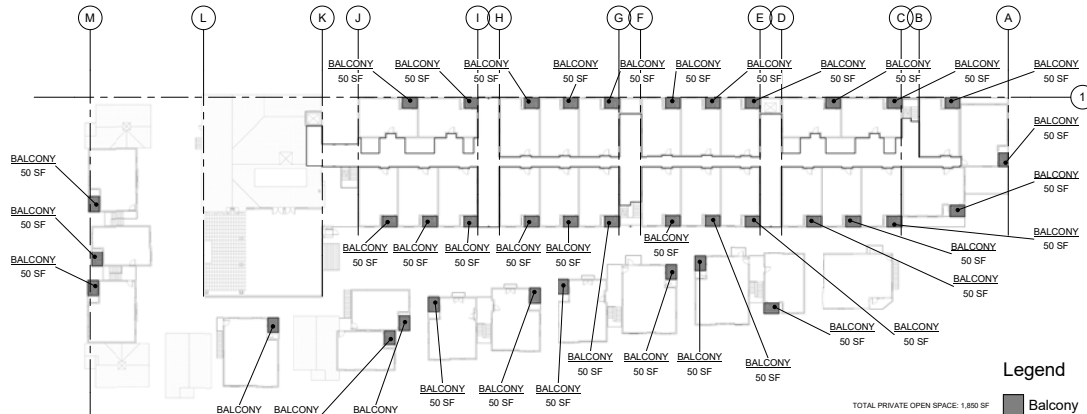 M L K J I H G F E D C B A
BALCONY BALCONY BALCONY BALCONY BALCONY BALCONY BALCONY BALCONY BALCONY BALCONY BALCONY
50 SF 50 SF 50 SF 50 SF 50 SF 50 SF 50 SF 50 SF 50 SF 50 SF 50 SF
1
BALCONY
50 SF
BALCONY
50 SF
BALCONY
50 SF
BALCONY
50 SF
BALCONY
50 SF
BALCONY
50 SF
BALCONY BALCONY BALCONY BALCONY BALCONY
50 SF 50 SF 50 SF 50 SF 50 SF
BALCONY
50 SF
BALCONY
50 SF
BALCONY BALCONY
50 SF 50 SF
BALCONY BALCONY BALCONY BALCONY
50 SF 50 SF 50 SF 50 SF
BALCONY BALCONY BALCONY
50 SF 50 SF 50 SF
Legend
TOTAL PRIVATE OPEN SPACE: 1,850 SF
Balcony
BALCONY BALCONY BALCONY